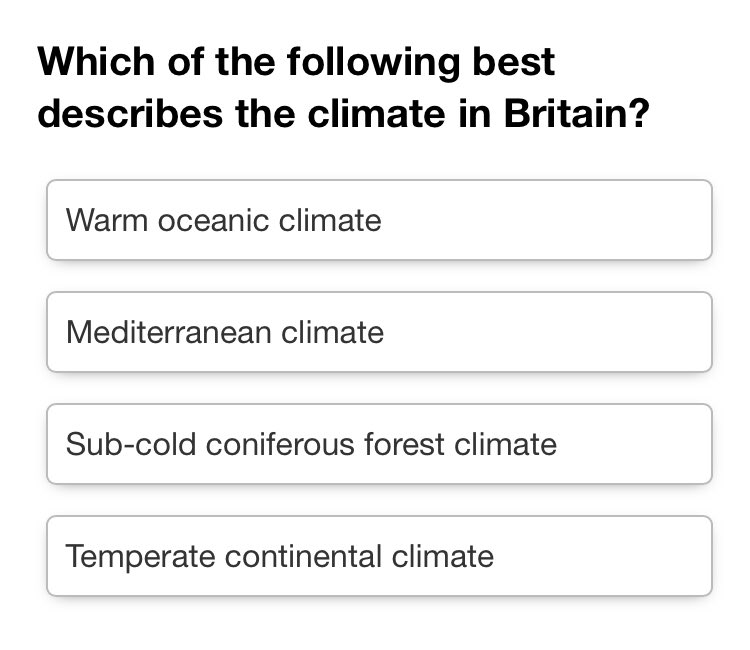 Which of the following best
describes the climate in Britain?
Warm oceanic climate
Mediterranean climate
Sub-cold coniferous forest climate
Temperate continental climate